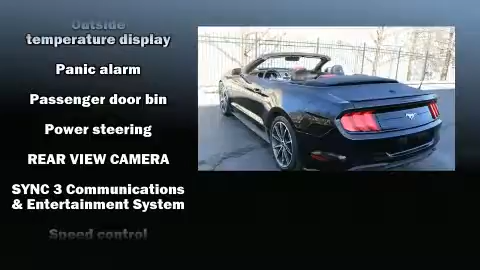 Outside
temperature display
Panic alarm
Passenger door bin
Power steering
REAR VIEW CAMERA
SYNC 3 Communications
& Entertainment System
Speed control